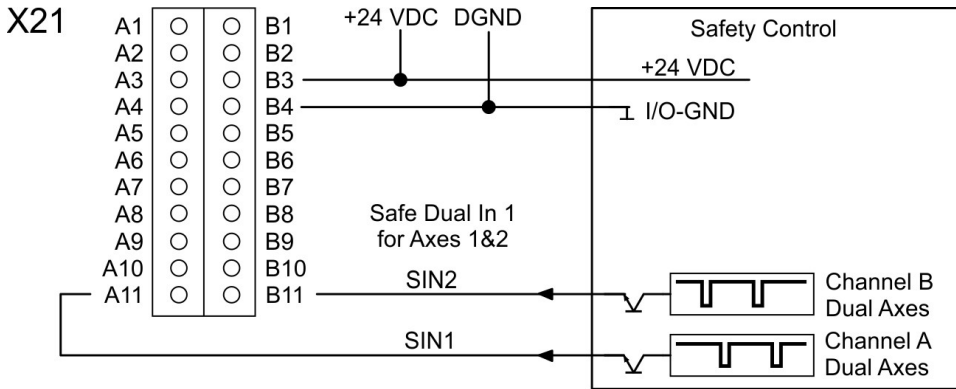 X21
A1 B1
A2 B2
A3 B3
A4 B4
A5 B5
A6 B6
A7 B7
A8 B8
A9 B9
A10 B10
A11 B11
+24 VDC DGND
Safety Control
+24 VDC
I/O-GND
Safe Dual In 1
for Axes 1&2
SIN2
Channel B
Dual Axes
SIN1
Channel A
Dual Axes